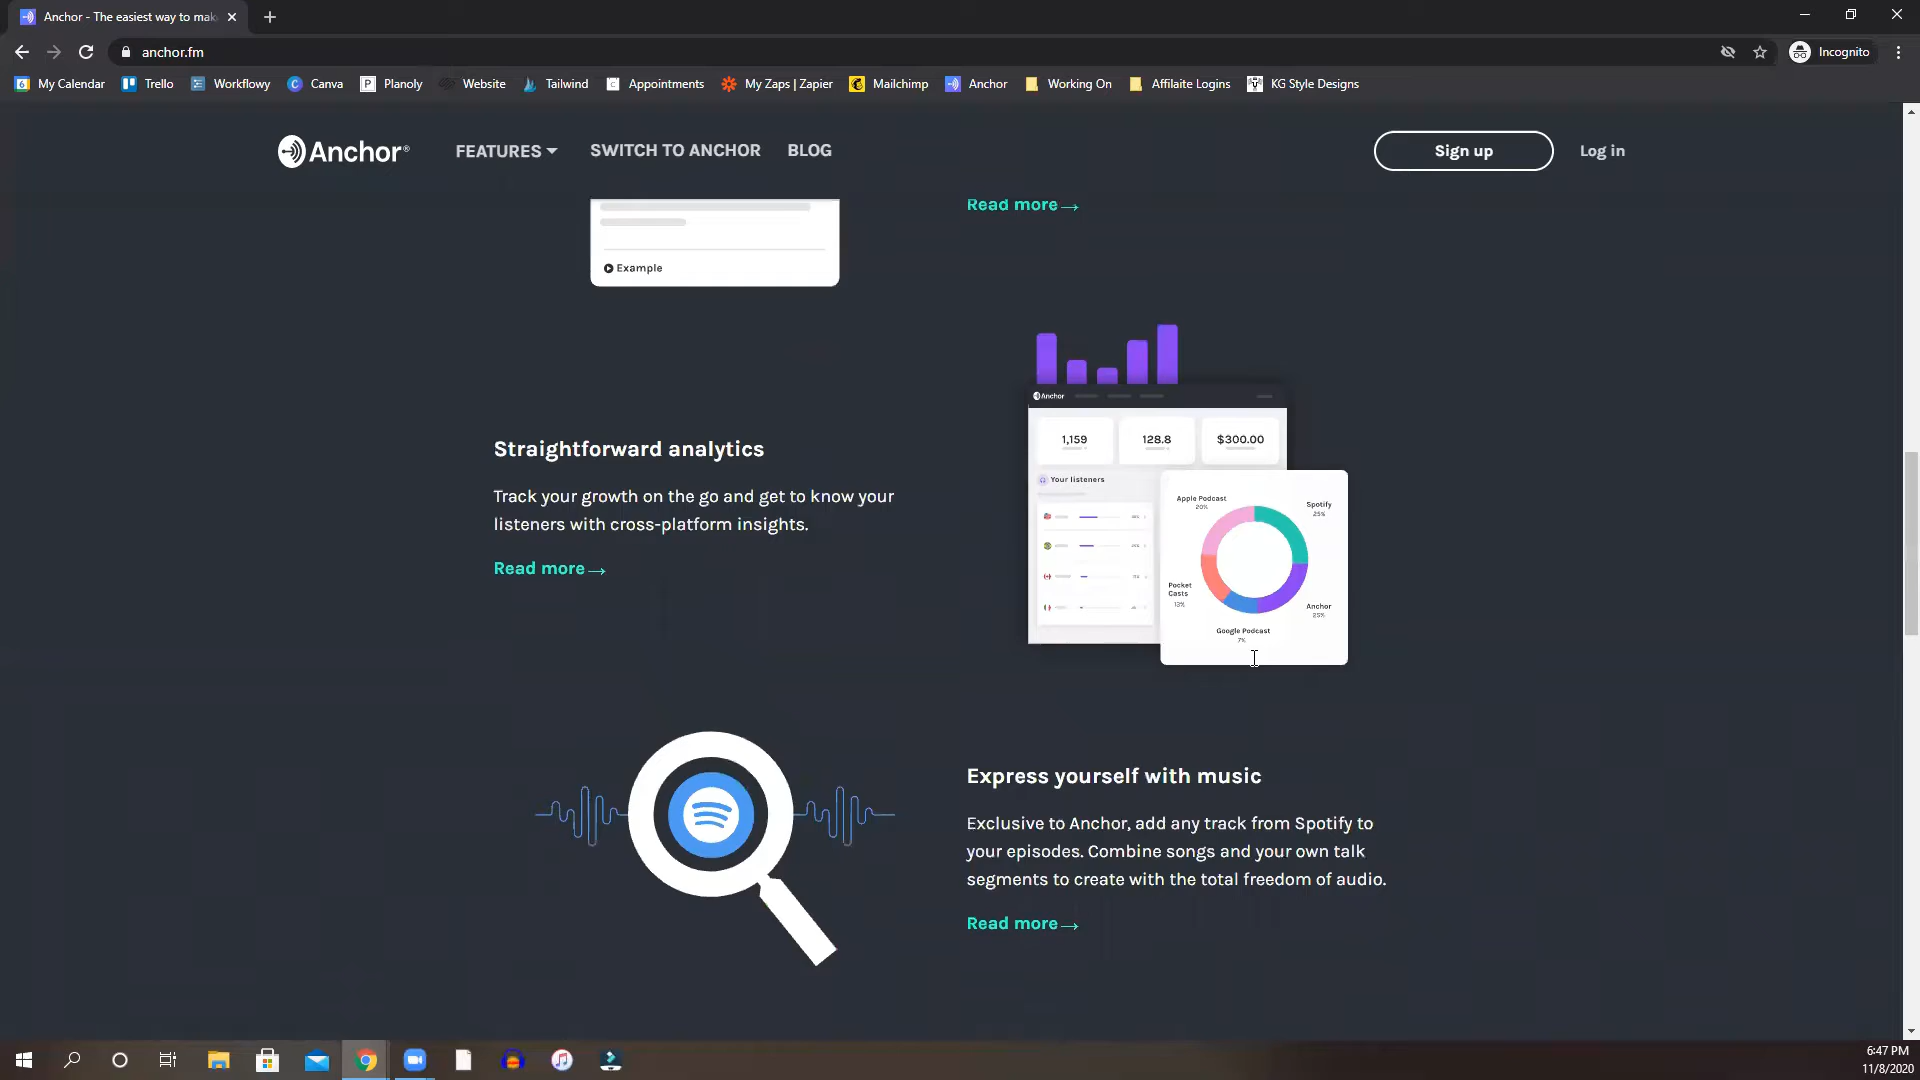 Anchor - The easiest way to mak
anchor.fm
Incognito
My Calendar
Trello
Workflowy
Canva
Planoly
Website
Tailwind
Appointments
My Zaps | Zapier
Mailchimp
Anchor
Working On
Affilaite Logins
KG Style Designs
Anchor®
FEATURES
SWITCH TO ANCHOR
BLOG
Sign up
Log in
Read more→
Example
Anchor
1,159
128.8
$300.00
Your listeners
Apple Podcast
20%
Spotify
25%
Pocket
Casts
13%
Anchor
25%
Google Podcast
7%
Straightforward analytics
Track your growth on the go and get to know your
listeners with cross-platform insights.
Read more→
Express yourself with music
Exclusive to Anchor, add any track from Spotify to
your episodes. Combine songs and your own talk
segments to create with the total freedom of audio.
Read more→
6:47 PM
11/8/2020